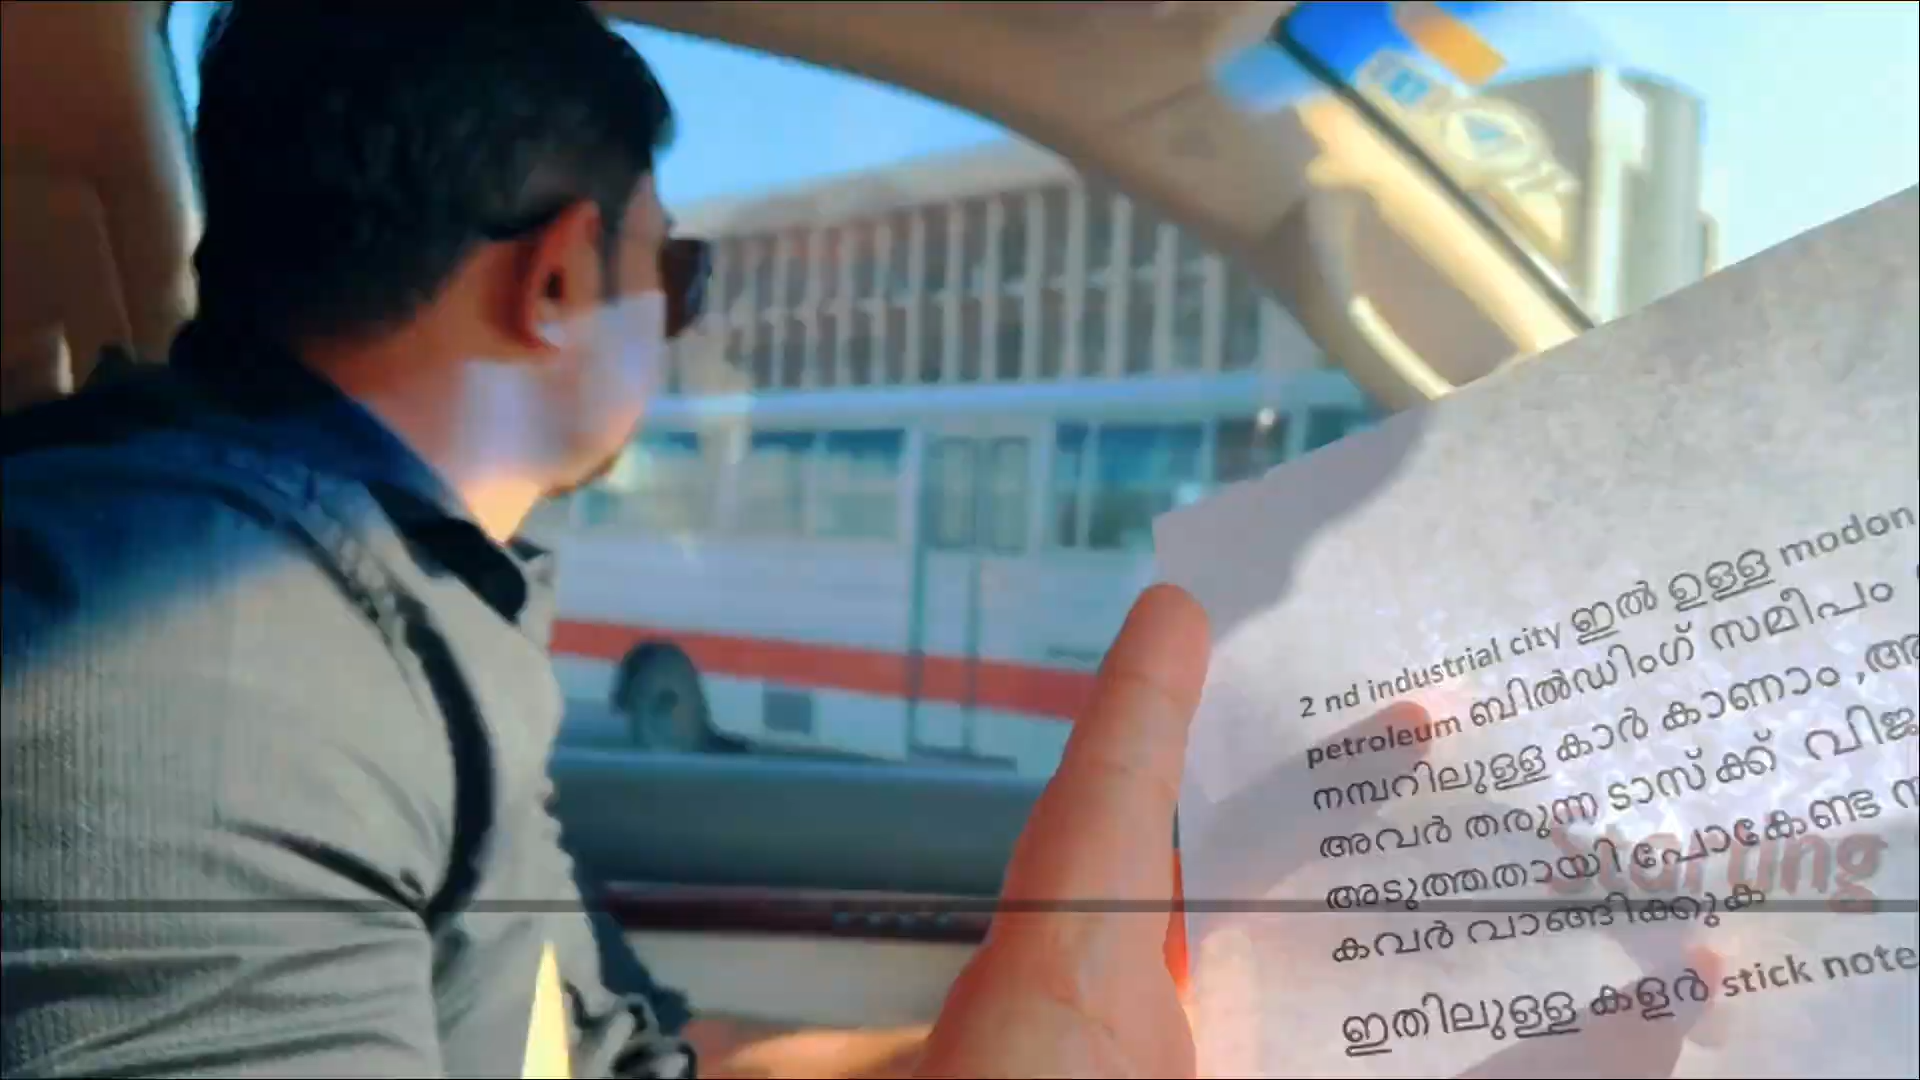 2 nd industrial city ഇൽ ഉള്ള modon
petroleum ബിൽഡിംഗ് സമീപം
നമ്പറിലുള്ള കാർ കാണാം ,
അവർ തരുന്ന ടാസ്ക്ക്
അടുത്തതായി പോകേണ്ട
കവർ വാങ്ങിക്കുക
ഇതിലുള്ള കളർ stick note
Starting